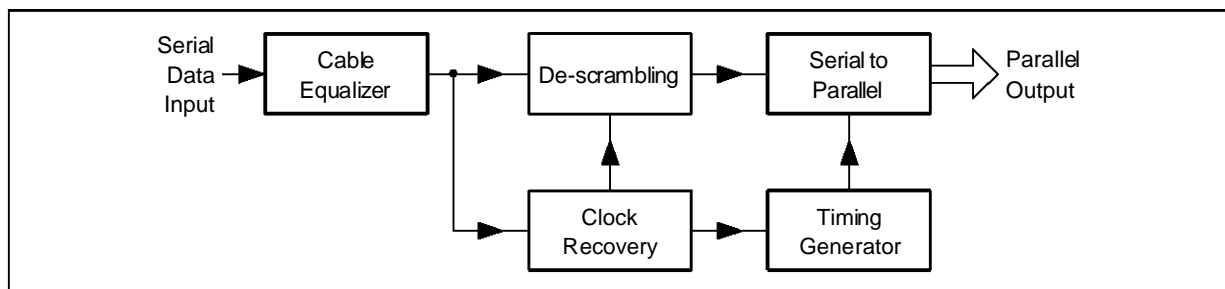 Serial
Data
Input
Cable
Equalizer
De-scrambling
Serial to
Parallel
Parallel
Output
Clock
Recovery
Timing
Generator